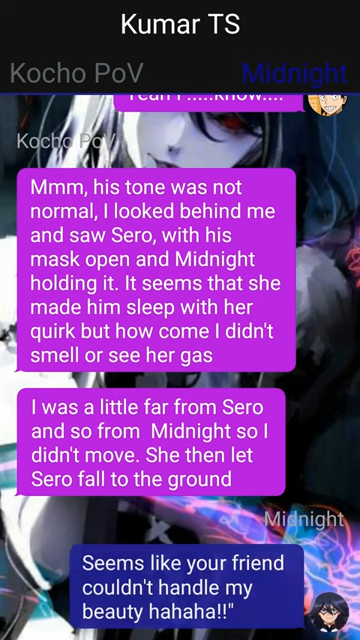 Kumar TS
Kocho PoV
Midnight
Yeah I .....know....
Kocho PoV
Mmm, his tone was not
normal, I looked behind me
and saw Sero, with his
mask open and Midnight
holding it. It seems that she
made him sleep with her
quirk but how come I didn't
smell or see her gas
I was a little far from Sero
and so from  Midnight so I
didn't move. She then let
Sero fall to the ground
Midnight
Seems like your friend
couldn't handle my
beauty hahaha!!"